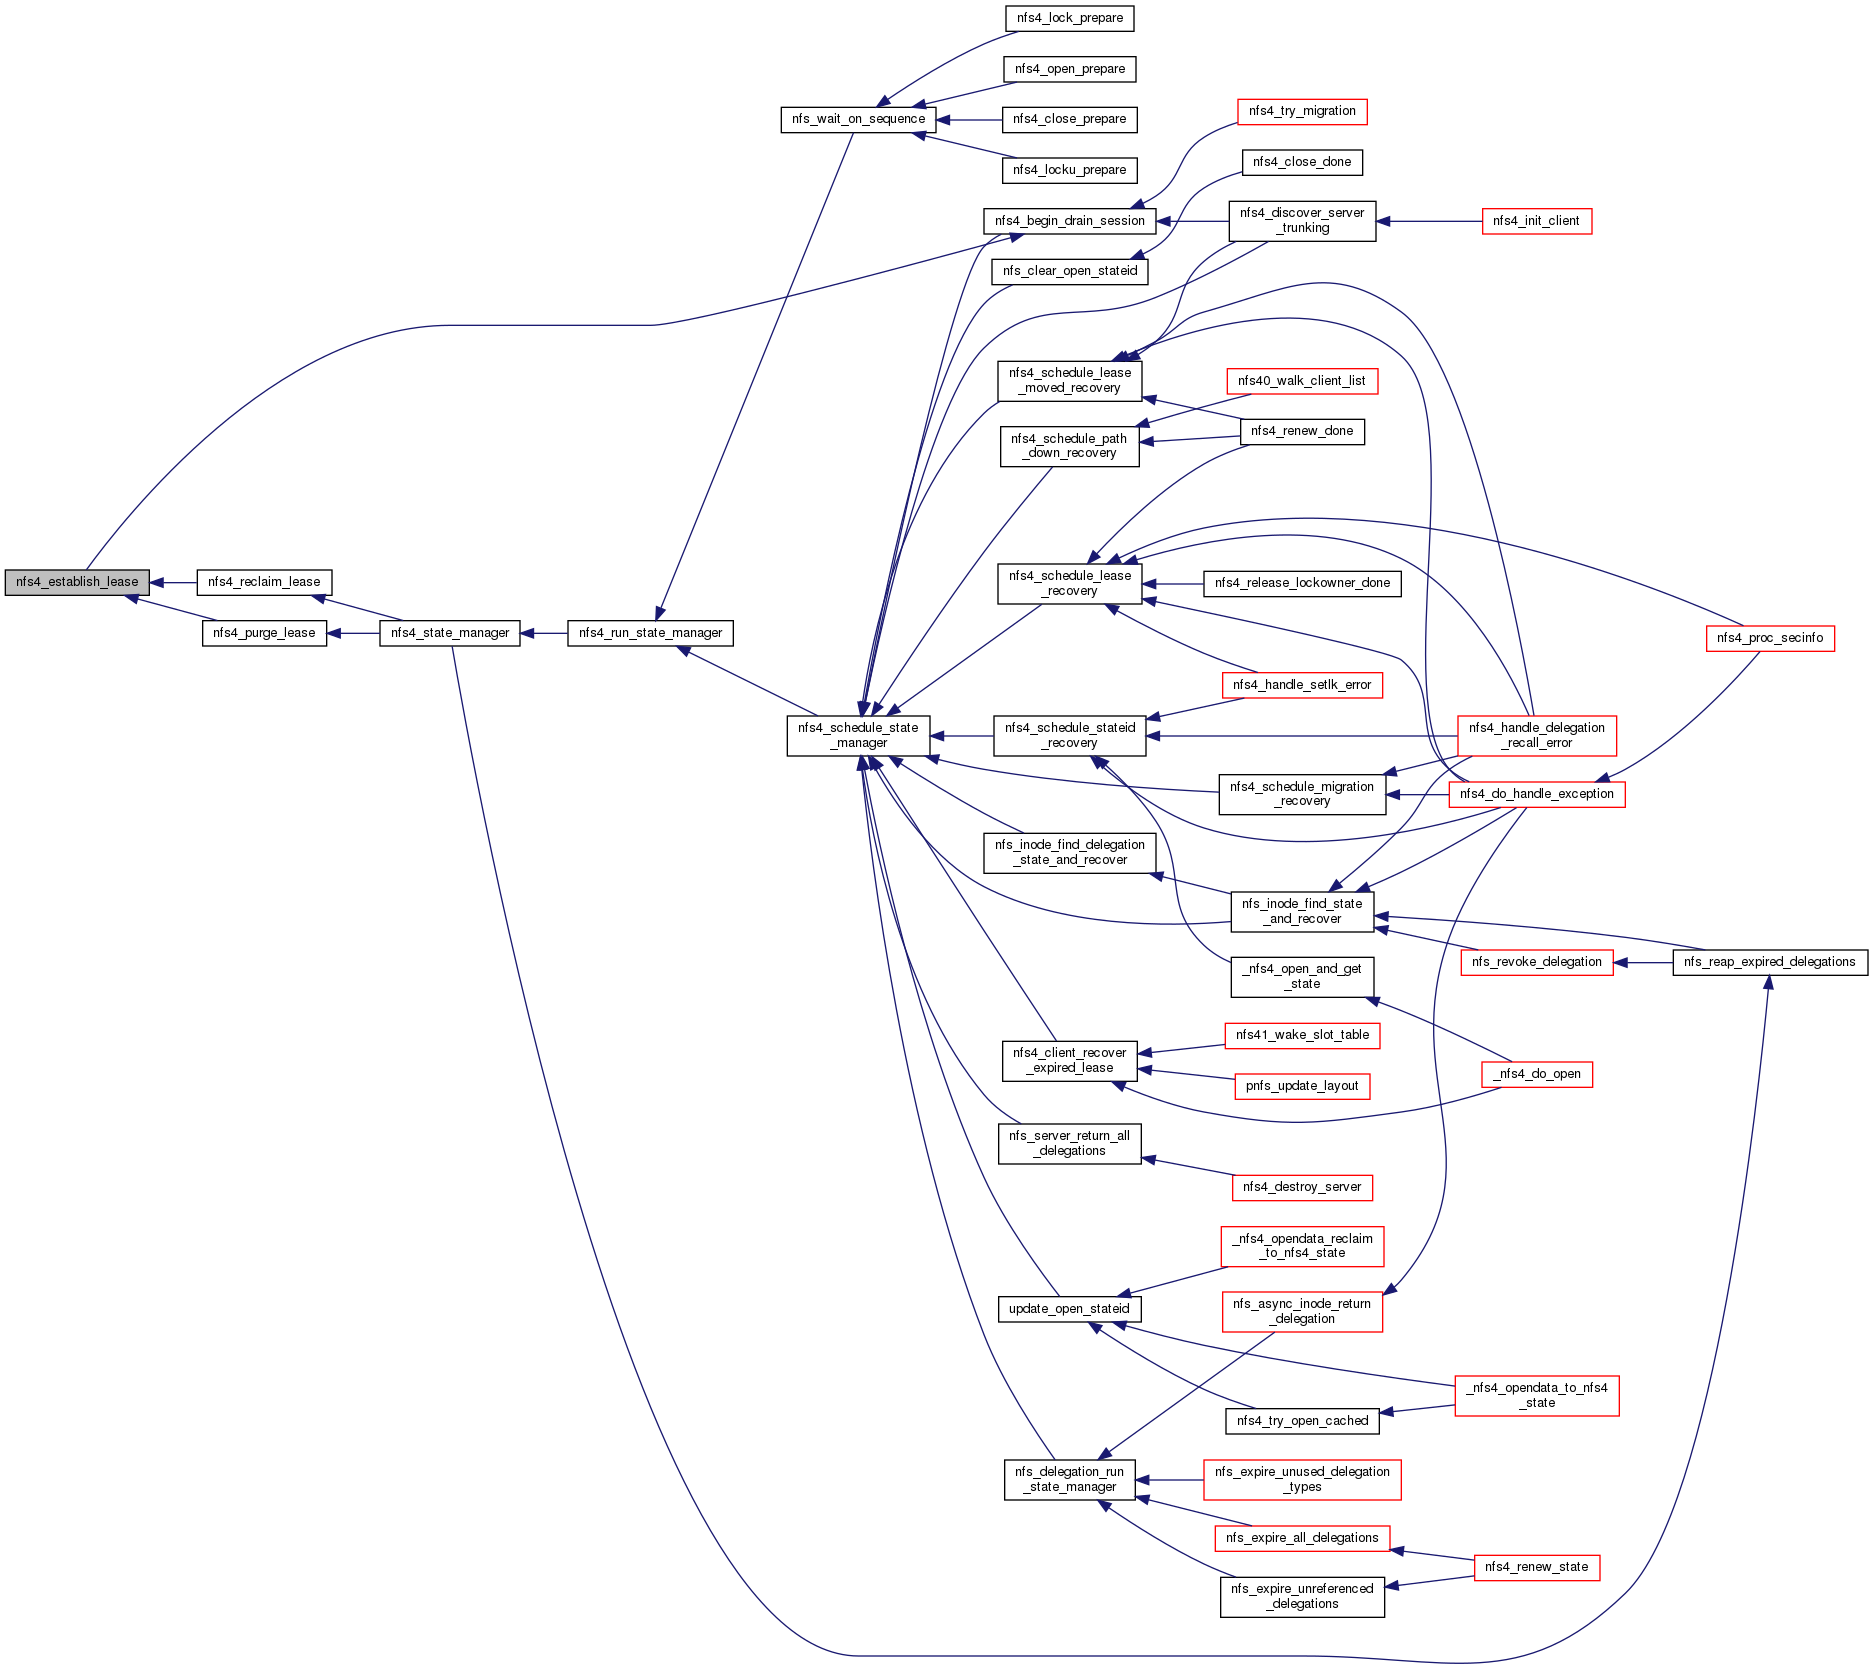 nfs4_lock_prepare
nfs4_open_prepare
nfs4_try_migration
nfs_wait_on_sequence
nfs4_close_prepare
nfs4_close_done
nfs4_locku_prepare
nfs4_begin_drain_session
nfs4_discover_server
_trunking
nfs4_init_client
nfs_clear_open_stateid
nfs4_schedule_lease
_moved_recovery
nfs40_walk_client_list
nfs4_schedule_path
_down_recovery
nfs4_renew_done
nfs4_establish_lease
nfs4_reclaim_lease
nfs4_schedule_lease
_recovery
nfs4_release_lockowner_done
nfs4_purge_lease
nfs4_state_manager
nfs4_run_state_manager
nfs4_proc_secinfo
nfs4_handle_setlk_error
nfs4_schedule_state
_manager
nfs4_schedule_stateid
_recovery
nfs4_handle_delegation
_recall_error
nfs4_schedule_migration
_recovery
nfs4_do_handle_exception
nfs_inode_find_delegation
_state_and_recover
nfs_inode_find_state
_and_recover
nfs_revoke_delegation
nfs_reap_expired_delegations
_nfs4_open_and_get
_state
nfs41_wake_slot_table
nfs4_client_recover
_expired_lease
_nfs4_do_open
pnfs_update_layout
nfs_server_return_all
_delegations
nfs4_destroy_server
_nfs4_opendata_reclaim
_to_nfs4_state
update_open_stateid
nfs_async_inode_return
_delegation
_nfs4_opendata_to_nfs4
_state
nfs4_try_open_cached
nfs_delegation_run
_state_manager
nfs_expire_unused_delegation
_types
nfs_expire_all_delegations
nfs4_renew_state
nfs_expire_unreferenced
_delegations